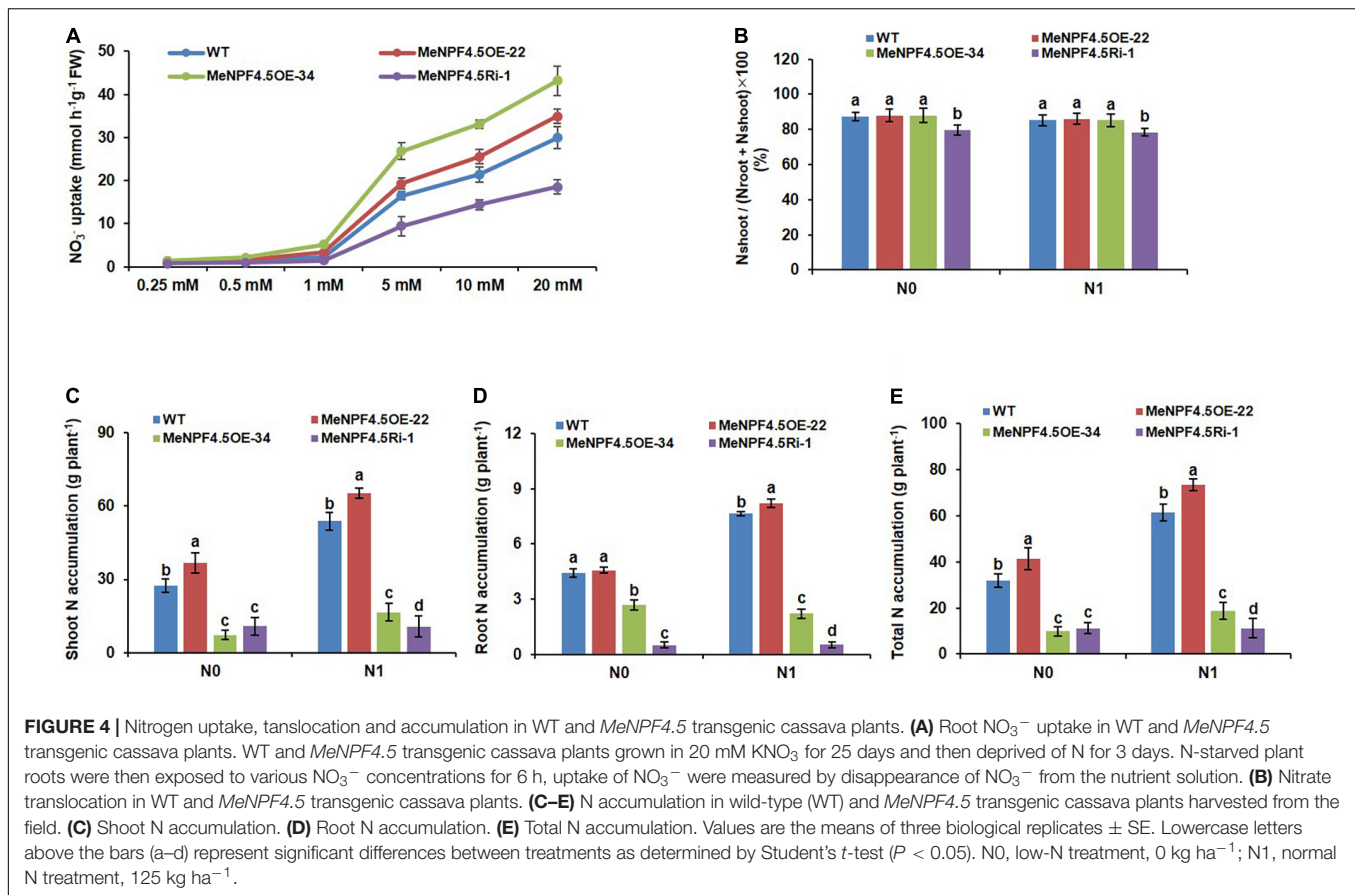 A
WT
MeNPF4.5OE-22
MeNPF4.5OE-34
MeNPF4.5Ri-1
NO₃⁻ uptake (mmol h⁻¹g⁻¹ FW)
50
40
30
20
10
0
0.25 mM 0.5 mM 1 mM 5 mM 10 mM 20 mM
B
WT
MeNPF4.5OE-22
MeNPF4.5OE-34
MeNPF4.5Ri-1
Nshoot / (Nroot + Nshoot)×100
(%)
120
100
80
60
40
20
0
a a a b a a a b
N0 N1
C
WT
MeNPF4.5OE-22
MeNPF4.5OE-34
MeNPF4.5Ri-1
Shoot N accumulation (g plant⁻¹)
90
60
30
0
b a c c b a c d
N0 N1
D
WT
MeNPF4.5OE-22
MeNPF4.5OE-34
MeNPF4.5Ri-1
Root N accumulation (g plant⁻¹)
12
9
6
3
0
a a b c b a c d
N0 N1
E
WT
MeNPF4.5OE-22
MeNPF4.5OE-34
MeNPF4.5Ri-1
Total N accumulation (g plant⁻¹)
100
80
60
40
20
0
b a c c b a c d
N0 N1
FIGURE 4 | Nitrogen uptake, tanslocation and accumulation in WT and MeNPF4.5 transgenic cassava plants. (A) Root NO₃⁻ uptake in WT and MeNPF4.5
transgenic cassava plants. WT and MeNPF4.5 transgenic cassava plants grown in 20 mM KNO₃ for 25 days and then deprived of N for 3 days. N-starved plant
roots were then exposed to various NO₃⁻ concentrations for 6 h, uptake of NO₃⁻ were measured by disappearance of NO₃⁻ from the nutrient solution. (B) Nitrate
translocation in WT and MeNPF4.5 transgenic cassava plants. (C–E) N accumulation in wild-type (WT) and MeNPF4.5 transgenic cassava plants harvested from the
field. (C) Shoot N accumulation. (D) Root N accumulation. (E) Total N accumulation. Values are the means of three biological replicates ± SE. Lowercase letters
above the bars (a–d) represent significant differences between treatments as determined by Student's t-test (P < 0.05). N0, low-N treatment, 0 kg ha⁻¹; N1, normal
N treatment, 125 kg ha⁻¹.